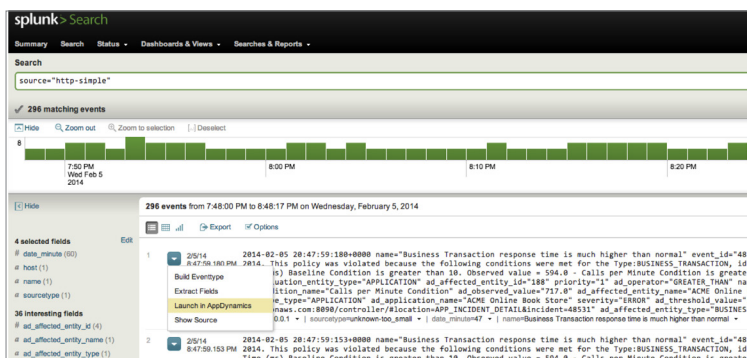 splunk> Search
Summary Search Status Dashboards & Views Searches & Reports
Search
source="http-simple"
296 matching events
Hide Zoom out Zoom to selection [..] Deselect
8
7:50 PM 8:00 PM 8:10 PM 8:20 PM
Wed Feb 5
2014
Hide
296 events from 7:48:00 PM to 8:48:17 PM on Wednesday, February 5, 2014
Export Options
4 selected fields Edit
# date_minute (60)
a host (1)
a name (1)
a sourcetype (1)
36 interesting fields
# ad_affected_entity_id (4)
a ad_affected_entity_name (1)
a ad_affected_entity_type (1)
1 2/5/14 2014-02-05 20:47:59:180+0000 name="Business Transaction response time is much higher than normal" event_id="48
8:47:59.180 PM 2014. This policy was violated because the following conditions were met for the Type:BUSINESS_TRANSACTION, id
Build Eventtype
Extract Fields
Launch in AppDynamics
Show Source
s) Baseline Condition is greater than 10. Observed value = 594.0 - Calls per Minute Condition is greate
uation_entity_type="APPLICATION" ad_affected_entity_id="188" priority="1" ad_operator="GREATER_THAN" na
ition_name="Calls per Minute Condition" ad_observed_value="717.0" ad_affected_entity_name="ACME Online
e_type="APPLICATION" ad_application_name="ACME Online Book Store" severity="ERROR" ad_threshold_value="
naws.com:8090/controller/#location=APP_INCIDENT_DETAIL&incident=48531" ad_affected_entity_type="BUSINES
0.0.1 | sourcetype=unknown-too_small | date_minute=47 | name=Business Transaction response time is much higher than normal
2 2/5/14 2014-02-05 20:47:59:153+0000 name="Business Transaction response time is much higher than normal" event_id="48
8:47:59.153 PM 2014. This policy was violated because the following conditions were met for the Type:BUSINESS_TRANSACTION, id